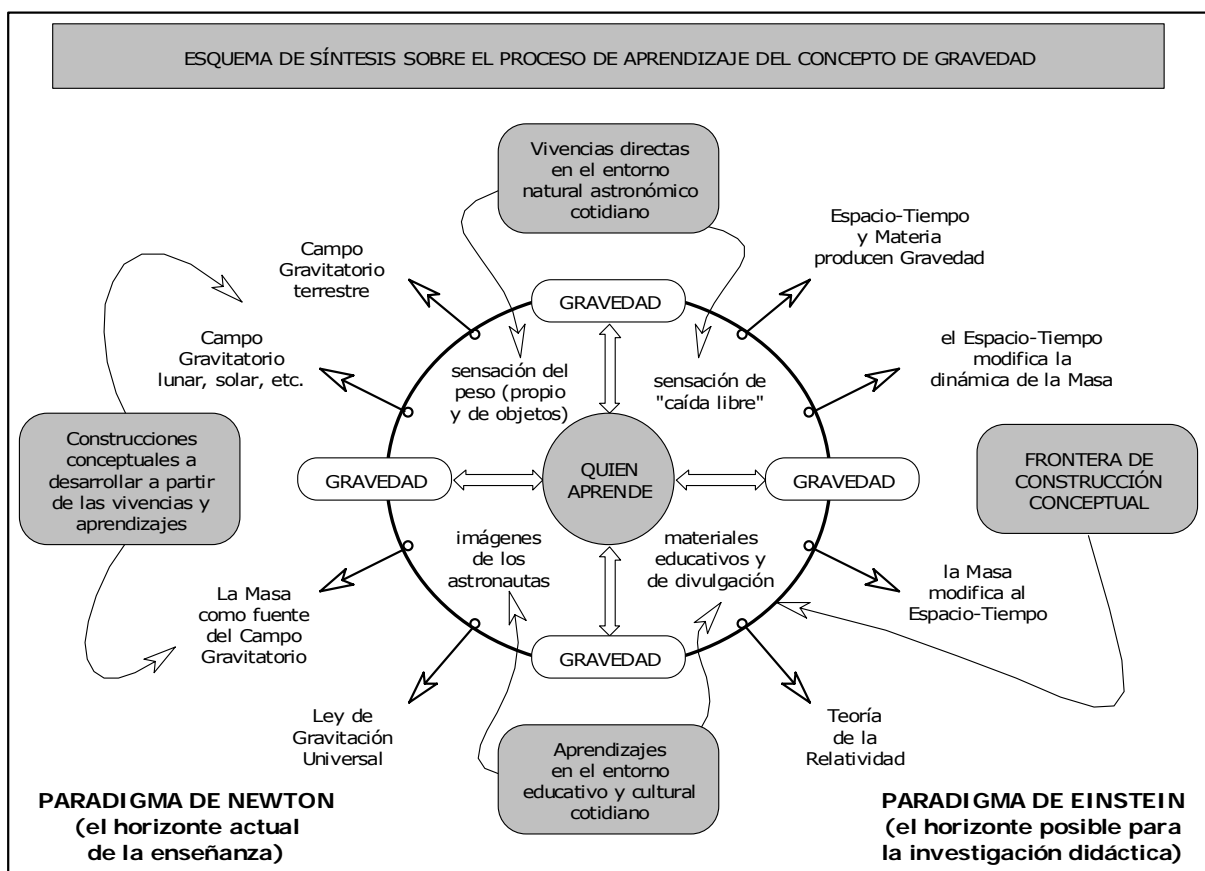 ESQUEMA DE SÍNTESIS SOBRE EL PROCESO DE APRENDIZAJE DEL CONCEPTO DE GRAVEDAD
Vivencias directas
en el entorno
natural astronómico
cotidiano
Campo
Gravitatorio
terrestre
Espacio-Tiempo
y Materia
producen Gravedad
GRAVEDAD
Campo
Gravitatorio
lunar, solar, etc.
el Espacio-Tiempo
modifica la
dinámica de la Masa
sensación del
peso (propio
y de objetos)
sensación de
"caída libre"
Construcciones
conceptuales a
desarrollar a partir
de las vivencias y
aprendizajes
GRAVEDAD
QUIEN
APRENDE
GRAVEDAD
FRONTERA DE
CONSTRUCCIÓN
CONCEPTUAL
imágenes
de los
astronautas
materiales
educativos y
de divulgación
La Masa
como fuente
del Campo
Gravitatorio
la Masa
modifica al
Espacio-Tiempo
GRAVEDAD
Ley de
Gravitación
Universal
Teoría
de la
Relatividad
Aprendizajes
en el entorno
educativo y cultural
cotidiano
PARADIGMA DE NEWTON
(el horizonte actual
de la enseñanza)
PARADIGMA DE EINSTEIN
(el horizonte posible para
la investigación didáctica)